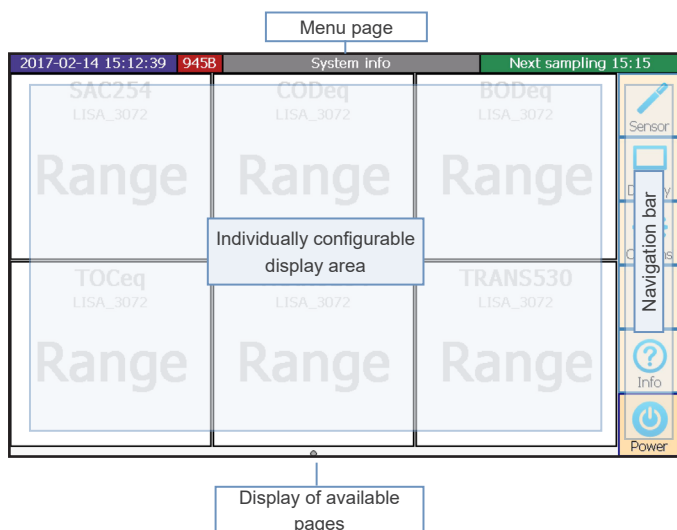 Menu page
2017-02-14 15:12:39 945B System info Next sampling 15:15
SAC254 CODeq BODeq
LISA_3072 LISA_3072 LISA_3072
Sensor
Range Range Range
Individually configurable
display area
Navigation bar
TOCeq TRANS530
LISA_3072 LISA_3072
Range Range Range
Info
Power
Display of available
pages